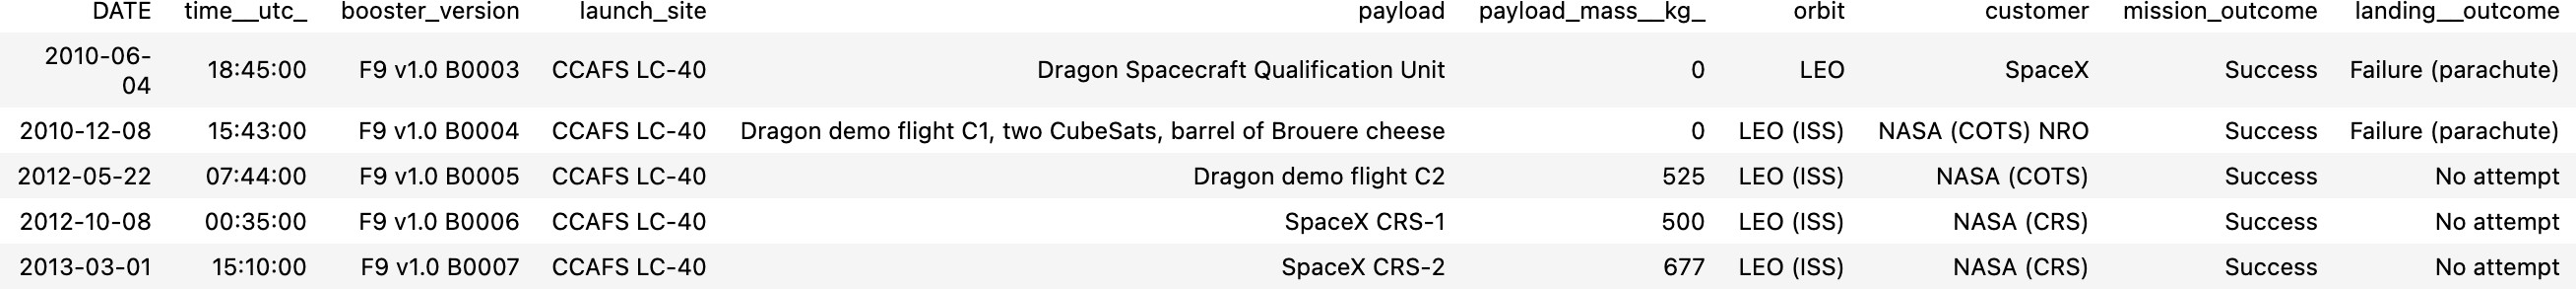 DATE time__utc_ booster_version launch_site payload payload_mass__kg_ orbit customer mission_outcome landing__outcome
2010-06-
04 18:45:00 F9 v1.0 B0003 CCAFS LC-40 Dragon Spacecraft Qualification Unit 0 LEO SpaceX Success Failure (parachute)
2010-12-08 15:43:00 F9 v1.0 B0004 CCAFS LC-40 Dragon demo flight C1, two CubeSats, barrel of Brouere cheese 0 LEO (ISS) NASA (COTS) NRO Success Failure (parachute)
2012-05-22 07:44:00 F9 v1.0 B0005 CCAFS LC-40 Dragon demo flight C2 525 LEO (ISS) NASA (COTS) Success No attempt
2012-10-08 00:35:00 F9 v1.0 B0006 CCAFS LC-40 SpaceX CRS-1 500 LEO (ISS) NASA (CRS) Success No attempt
2013-03-01 15:10:00 F9 v1.0 B0007 CCAFS LC-40 SpaceX CRS-2 677 LEO (ISS) NASA (CRS) Success No attempt